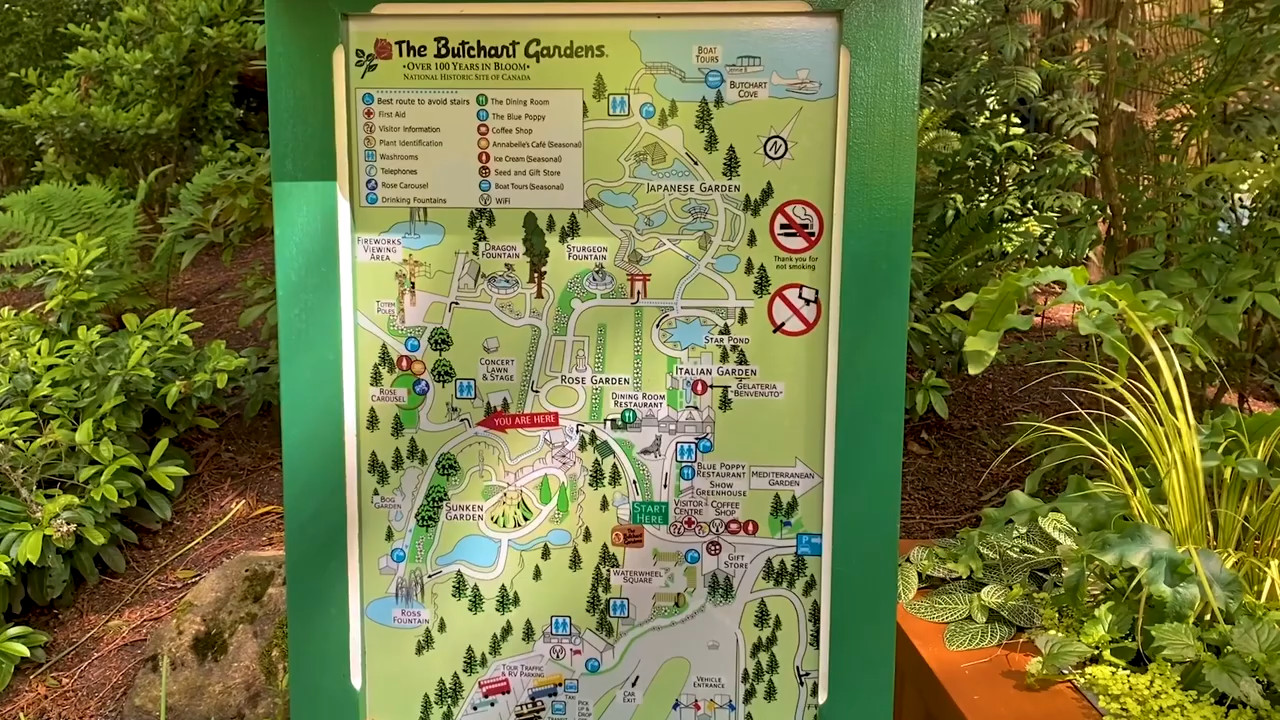 The Butchart Gardens.
• OVER 100 YEARS IN BLOOM •
NATIONAL HISTORIC SITE OF CANADA
Best route to avoid stairs
First Aid
Visitor Information
Plant Identification
Washrooms
Telephones
Rose Carousel
Drinking Fountains
The Dining Room
The Blue Poppy
Coffee Shop
Annabelle's Café (Seasonal)
Ice Cream (Seasonal)
Seed and Gift Store
Boat Tours (Seasonal)
WiFi
BOAT
TOURS
BUTCHART
COVE
N
JAPANESE GARDEN
Thank you for
not smoking
FIREWORKS
VIEWING
AREA
DRAGON
FOUNTAIN
STURGEON
FOUNTAIN
TOTEM
POLES
STAR POND
CONCERT
LAWN
& STAGE
ROSE GARDEN
ITALIAN GARDEN
GELATERIA
"BENVENUTO"
ROSE
CAROUSEL
DINING ROOM
RESTAURANT
YOU ARE HERE
BLUE POPPY
RESTAURANT
MEDITERRANEAN
GARDEN
SHOW
GREENHOUSE
BOG
GARDEN
SUNKEN
GARDEN
START
HERE
VISITOR
CENTRE
COFFEE
SHOP
P
GIFT
STORE
WATERWHEEL
SQUARE
ROSS
FOUNTAIN
TOUR TRAFFIC
& RV PARKING
TAXI
PICK
UP &
DROP
TRANSIT
CAR
EXIT
VEHICLE
ENTRANCE